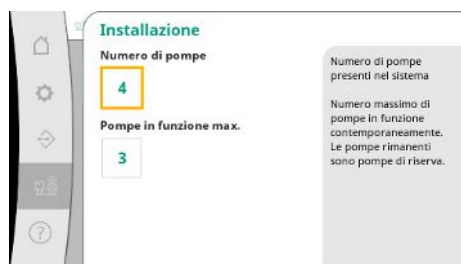 Installazione
Numero di pompe
4
Pompe in funzione max.
3
Numero di pompe
presenti nel sistema
Numero massimo di
pompe in funzione
contemporaneamente.
Le pompe rimanenti
sono pompe di riserva.
?